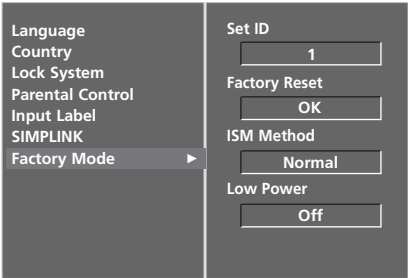 Language
Country
Lock System
Parental Control
Input Label
SIMPLINK
Factory Mode ►
Set ID
1
Factory Reset
OK
ISM Method
Normal
Low Power
Off